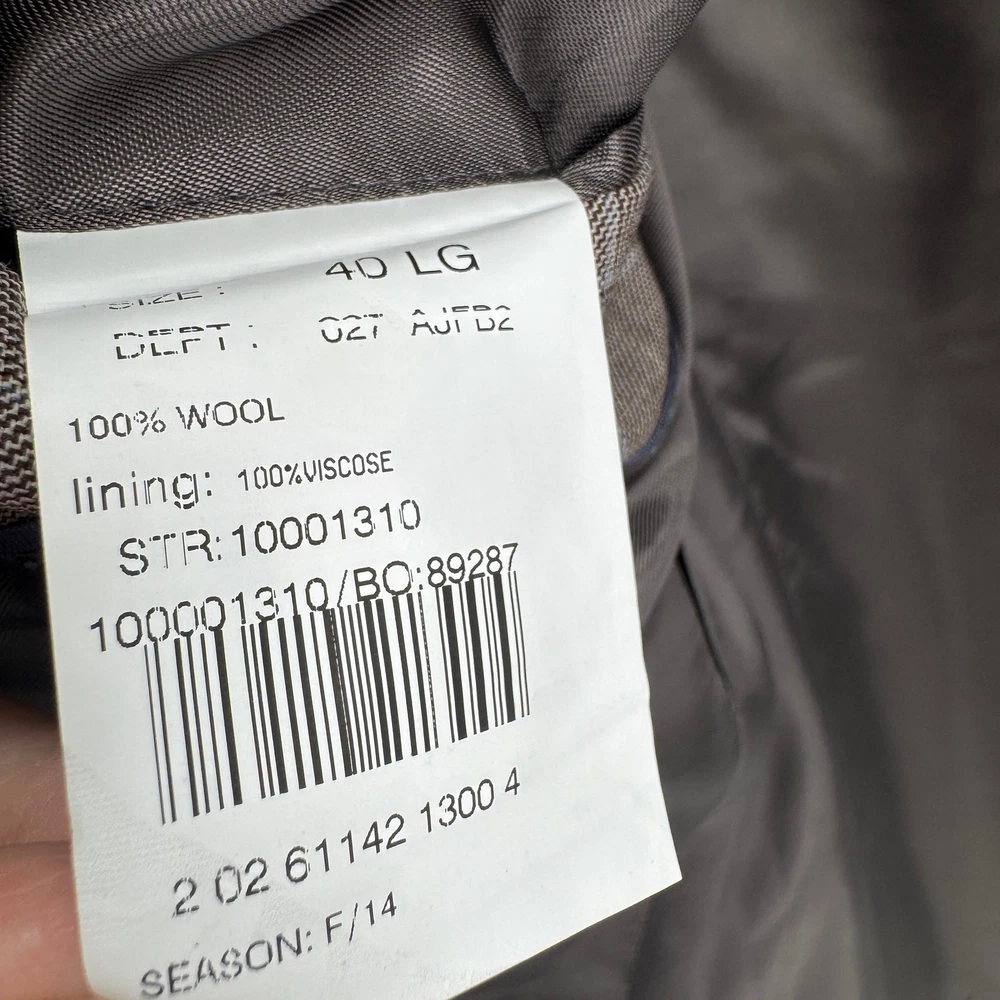 SIZE : 40 LG
DEPT : 027 AJFB2
100% WOOL
lining: 100%VISCOSE
STR:10001310
100001310/BO:89287
2 02 61142 1300 4
SEASON: F/14